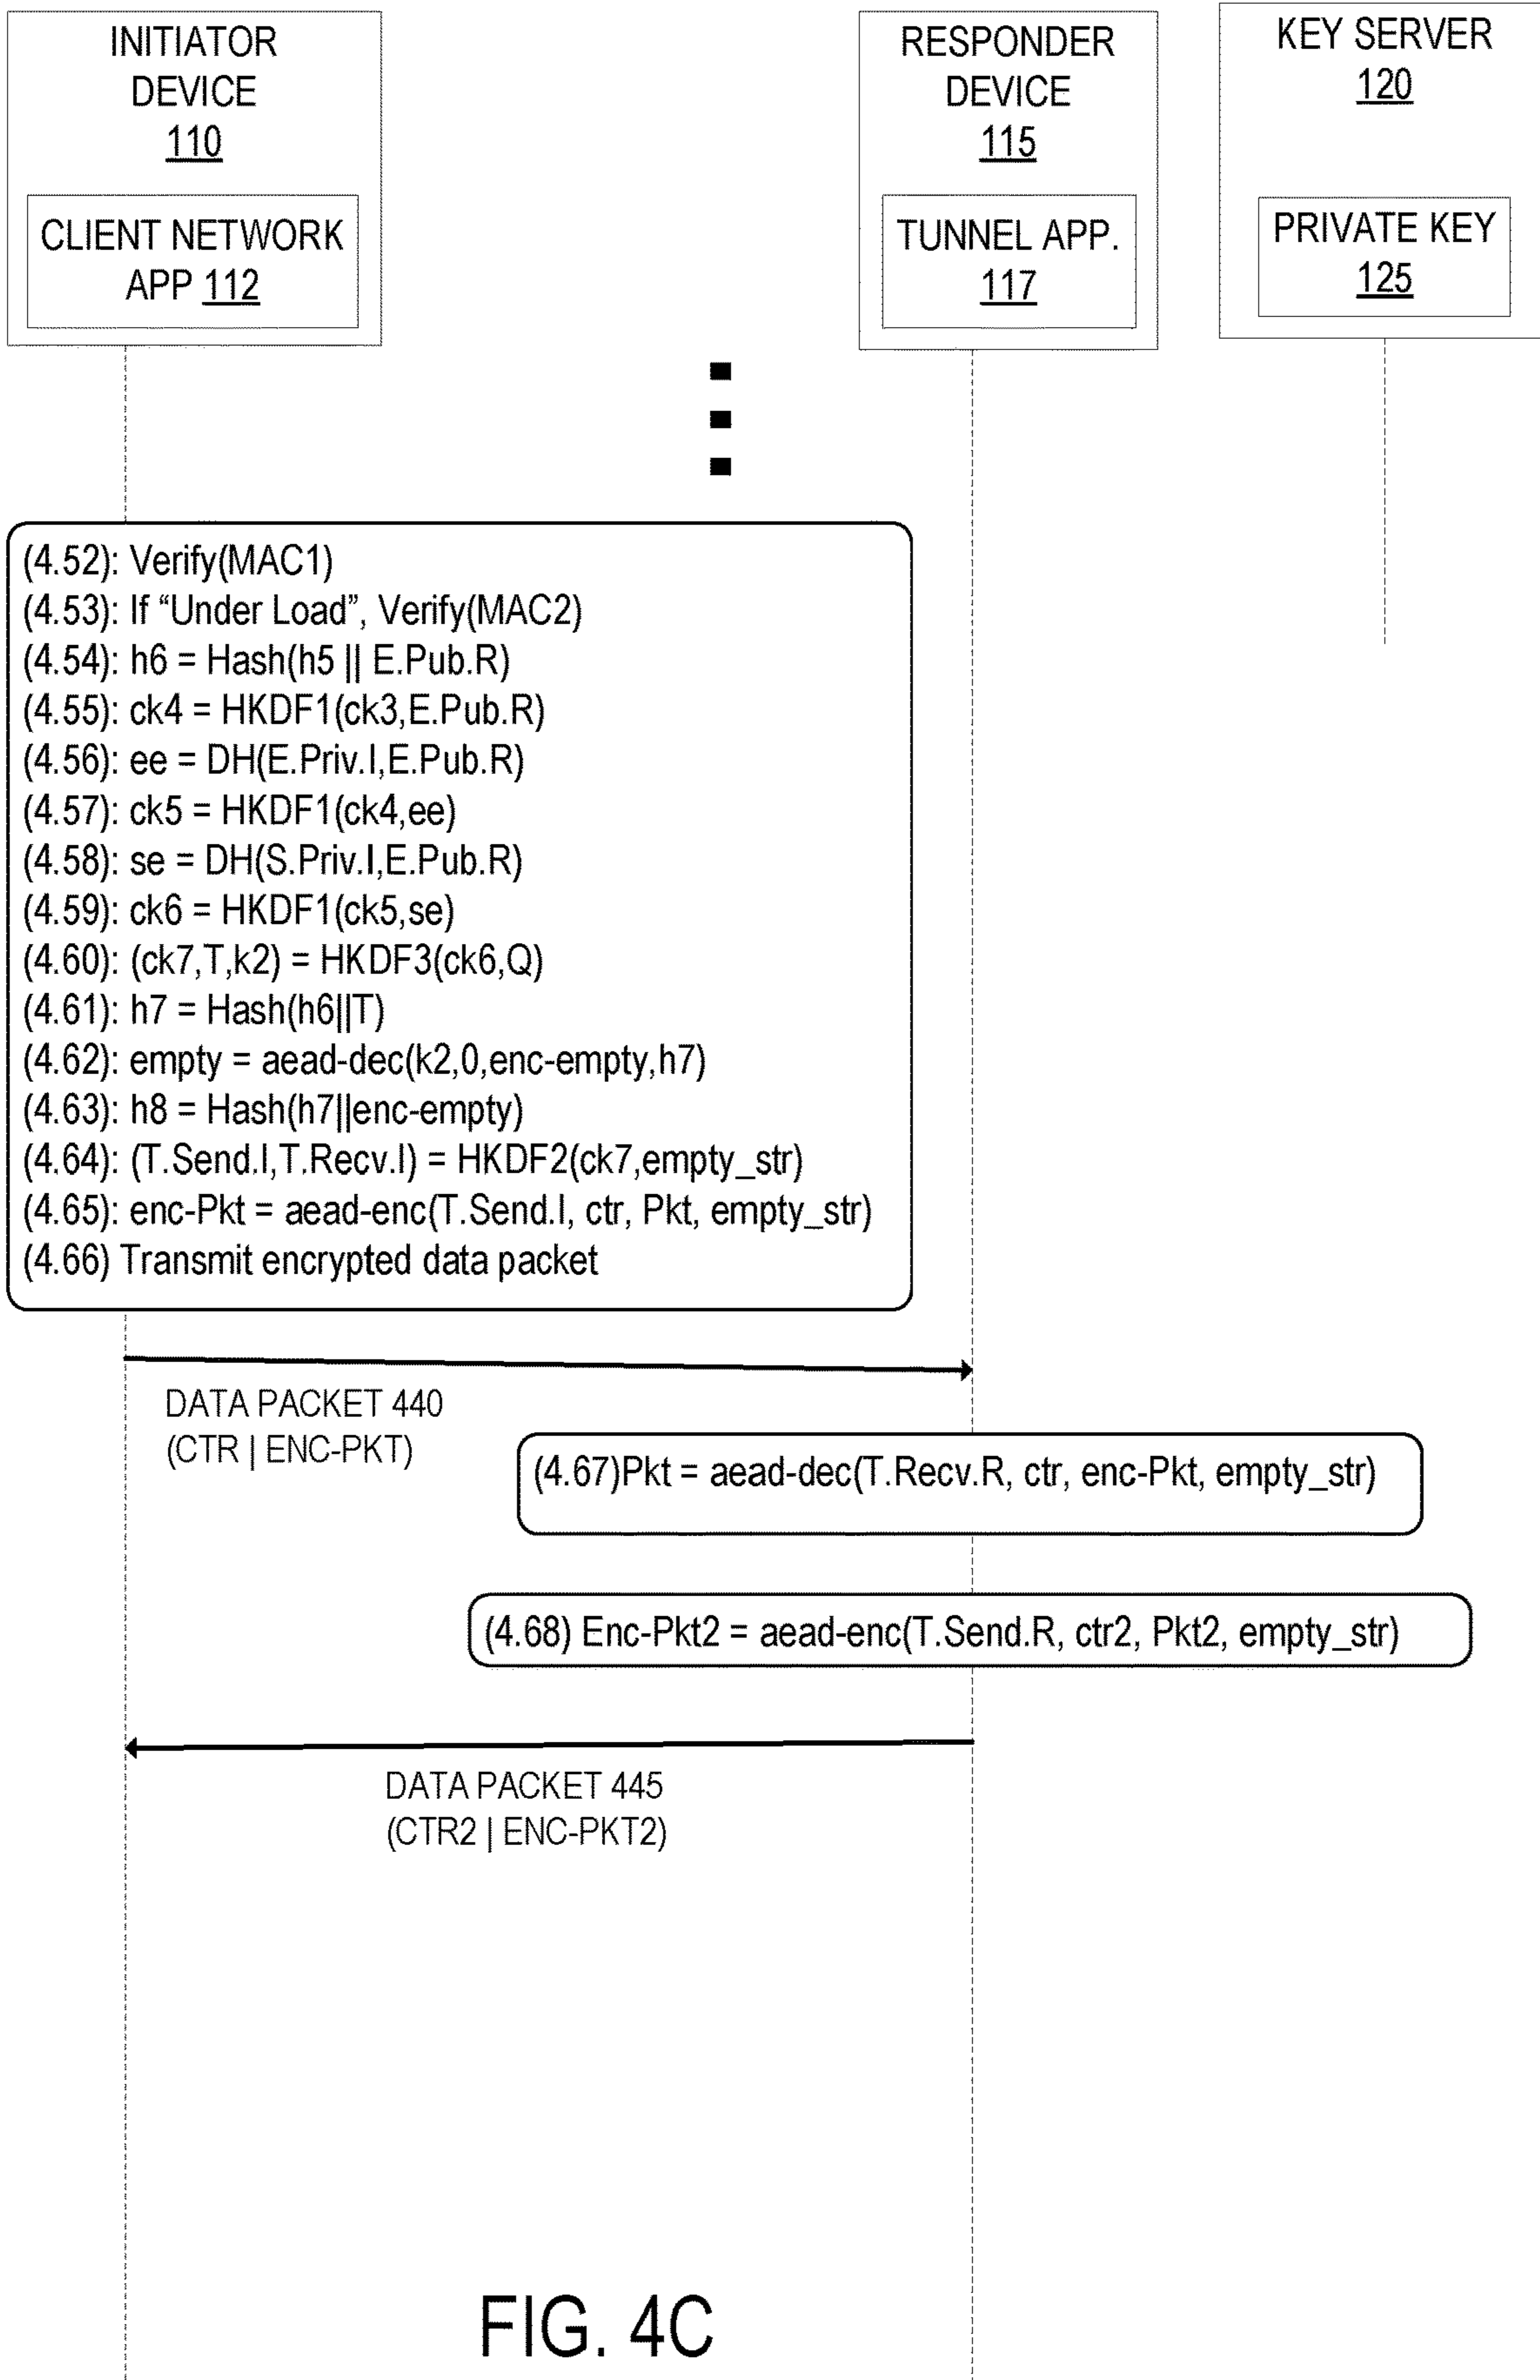 INITIATOR
DEVICE
110
CLIENT NETWORK
APP 112
RESPONDER
DEVICE
115
TUNNEL APP.
117
KEY SERVER
120
PRIVATE KEY
125
(4.52): Verify(MAC1)
(4.53): If “Under Load”, Verify(MAC2)
(4.54): h6 = Hash(h5 || E.Pub.R)
(4.55): ck4 = HKDF1(ck3,E.Pub.R)
(4.56): ee = DH(E.Priv.I,E.Pub.R)
(4.57): ck5 = HKDF1(ck4,ee)
(4.58): se = DH(S.Priv.I,E.Pub.R)
(4.59): ck6 = HKDF1(ck5,se)
(4.60): (ck7,T,k2) = HKDF3(ck6,Q)
(4.61): h7 = Hash(h6||T)
(4.62): empty = aead-dec(k2,0,enc-empty,h7)
(4.63): h8 = Hash(h7||enc-empty)
(4.64): (T.Send.I,T.Recv.I) = HKDF2(ck7,empty_str)
(4.65): enc-Pkt = aead-enc(T.Send.I, ctr, Pkt, empty_str)
(4.66) Transmit encrypted data packet
DATA PACKET 440
(CTR | ENC-PKT)
(4.67)Pkt = aead-dec(T.Recv.R, ctr, enc-Pkt, empty_str)
(4.68) Enc-Pkt2 = aead-enc(T.Send.R, ctr2, Pkt2, empty_str)
DATA PACKET 445
(CTR2 | ENC-PKT2)
FIG. 4C